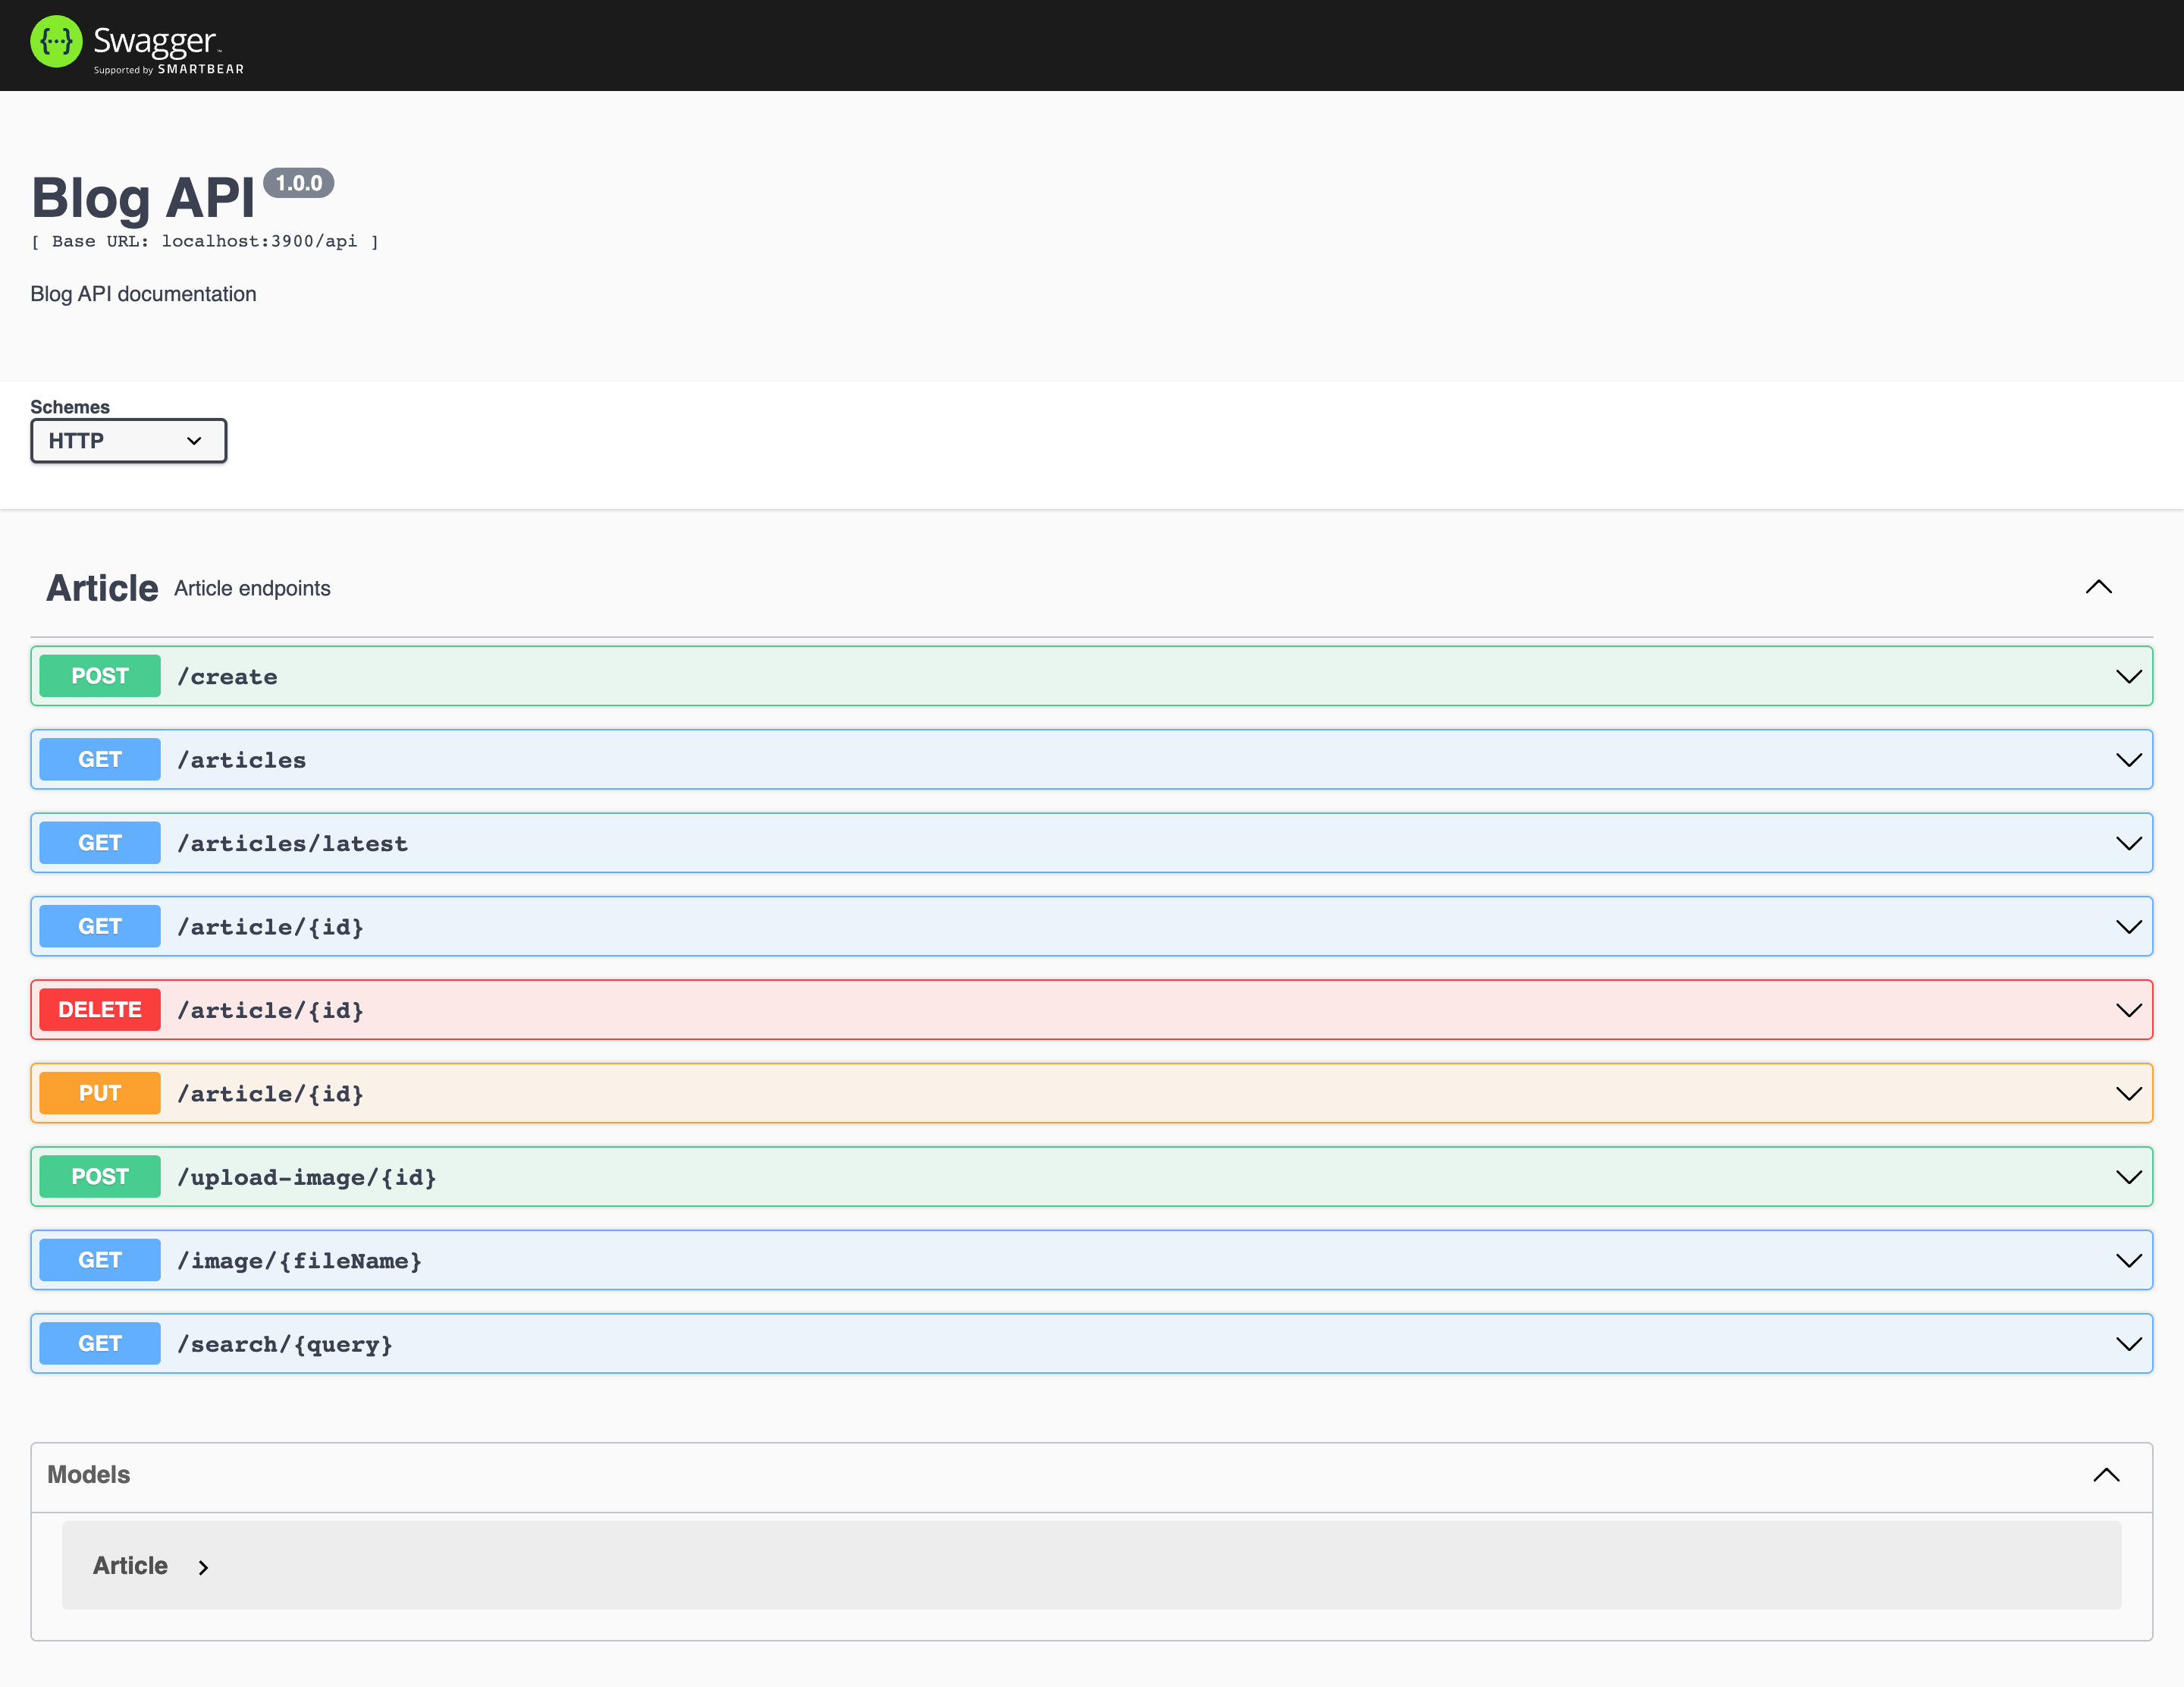 {...} Swagger™
Supported by SMARTBEAR
Blog API 1.0.0
[ Base URL: localhost:3900/api ]
Blog API documentation
Schemes
HTTP
Article Article endpoints
POST /create
GET /articles
GET /articles/latest
GET /article/{id}
DELETE /article/{id}
PUT /article/{id}
POST /upload-image/{id}
GET /image/{fileName}
GET /search/{query}
Models
Article